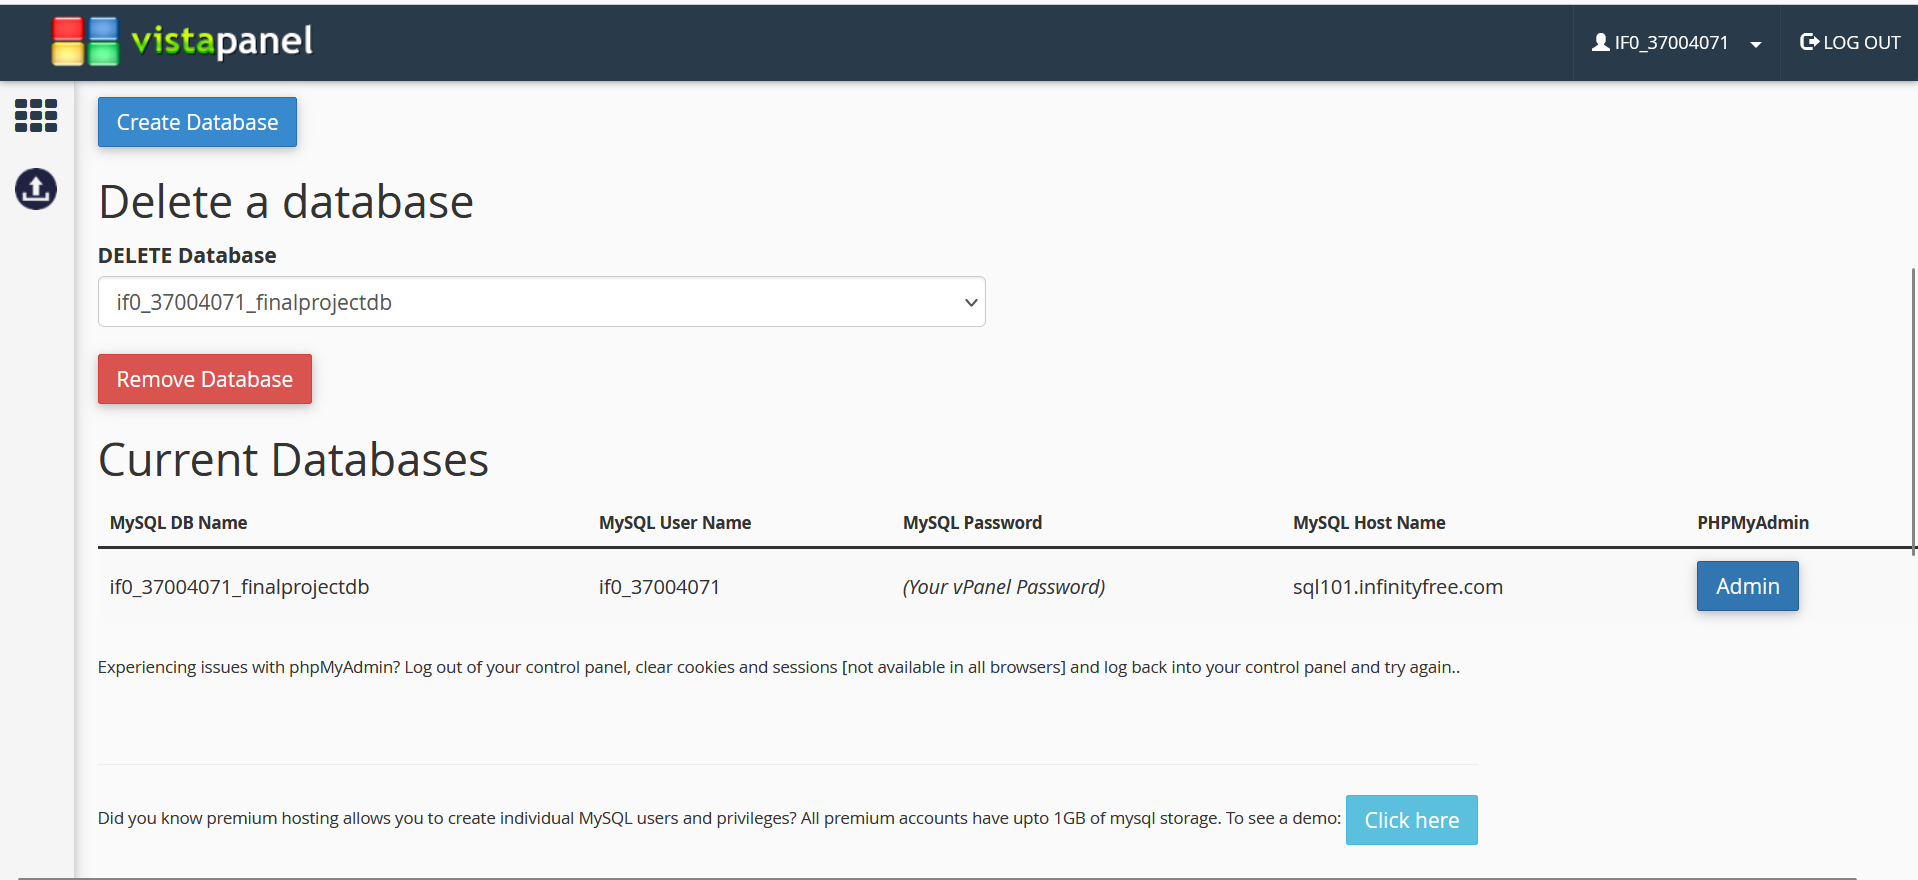 vistapanel
IF0_37004071
LOG OUT
Create Database
Delete a database
DELETE Database
if0_37004071_finalprojectdb
Remove Database
Current Databases
MySQL DB Name MySQL User Name MySQL Password MySQL Host Name PHPMyAdmin
if0_37004071_finalprojectdb if0_37004071 (Your vPanel Password) sql101.infinityfree.com Admin
Experiencing issues with phpMyAdmin? Log out of your control panel, clear cookies and sessions [not available in all browsers] and log back into your control panel and try again..
Did you know premium hosting allows you to create individual MySQL users and privileges? All premium accounts have upto 1GB of mysql storage. To see a demo: Click here